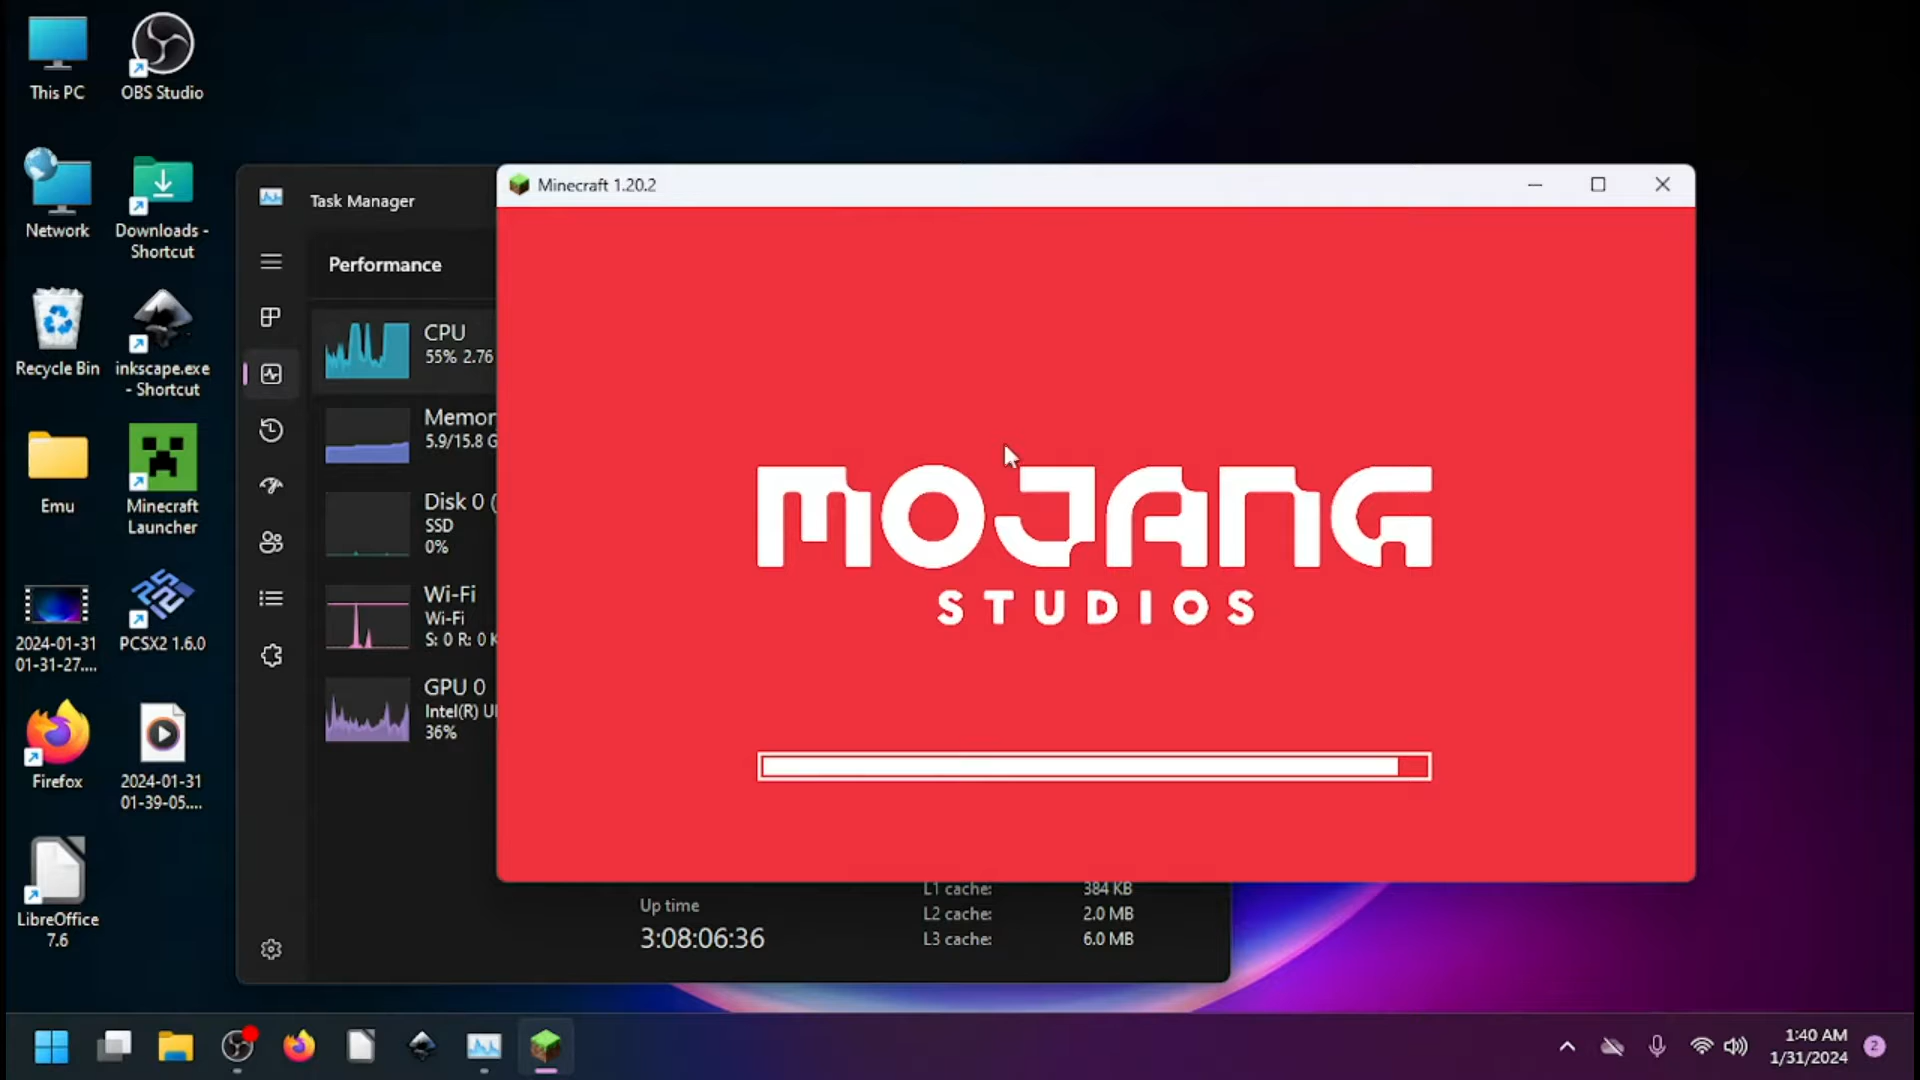 This PC
OBS Studio
Network
Downloads -
Shortcut
Recycle Bin
inkscape.exe
- Shortcut
Emu
Minecraft
Launcher
2024-01-31
01-31-27....
PCSX2 1.6.0
Firefox
2024-01-31
01-39-05....
LibreOffice
7.6
Task Manager
Performance
CPU
55% 2.76
Memor
5.9/15.8 G
Disk 0 (
SSD
0%
Wi-Fi
Wi-Fi
S: 0 R: 0 K
GPU 0
Intel(R) U
36%
Up time
3:08:06:36
L1 cache: 384 KB
L2 cache: 2.0 MB
L3 cache: 6.0 MB
Minecraft 1.20.2
MOJANG
STUDIOS
1:40 AM
1/31/2024
2